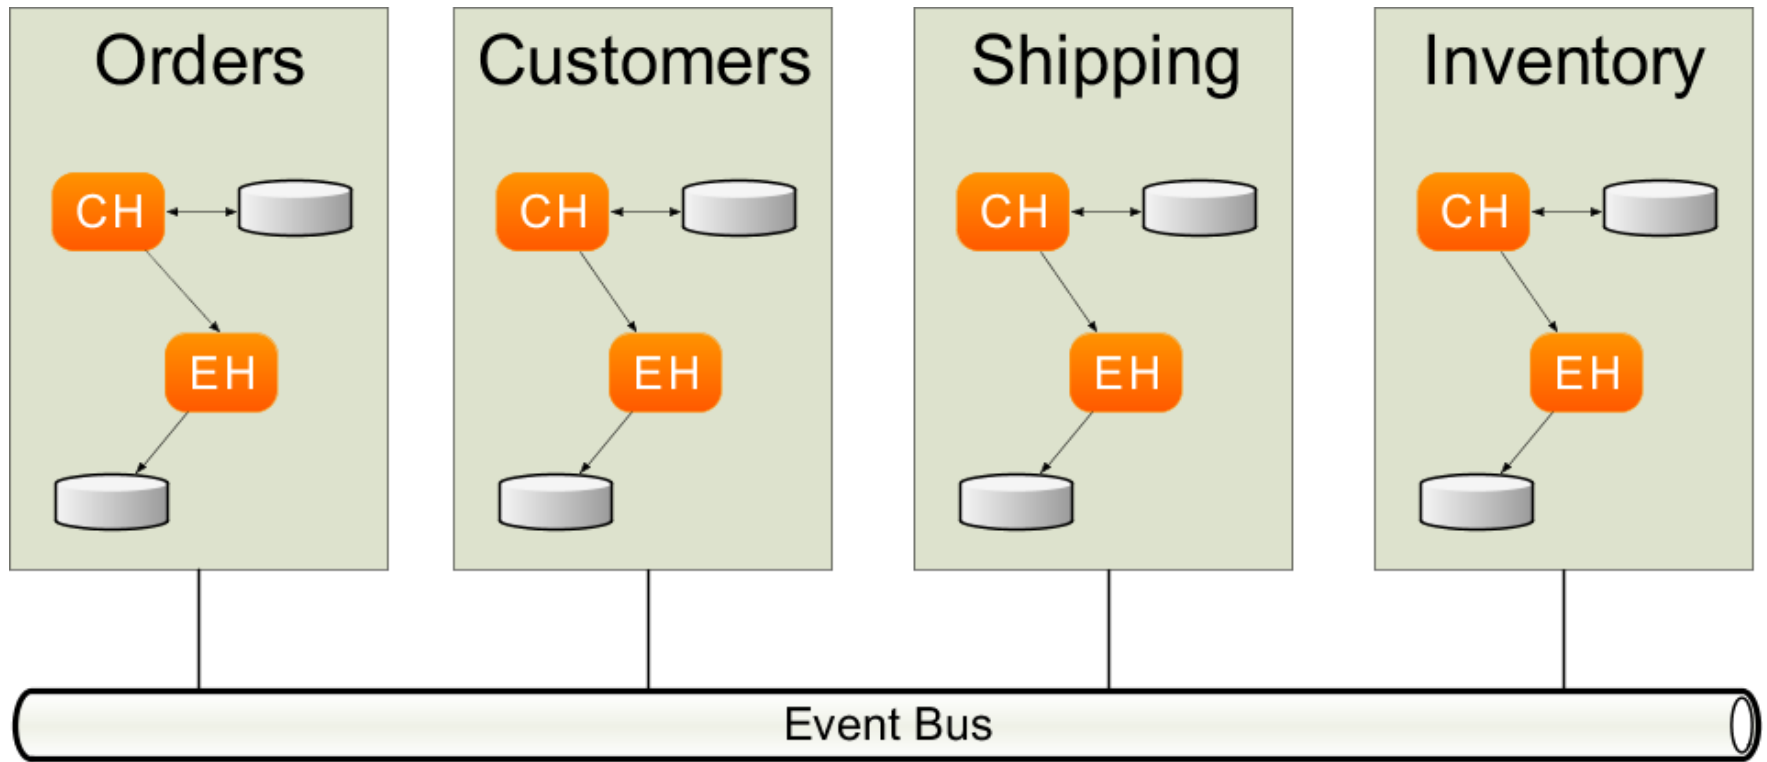 Orders
Customers
Shipping
Inventory
CH
CH
CH
CH
EH
EH
EH
EH
Event Bus